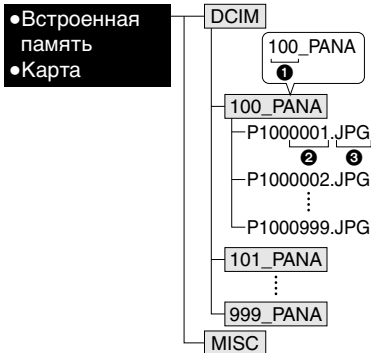 ●Встроенная
память
●Карта
DCIM
100_PANA
❶
100_PANA
P1000001.JPG
❷ ❸
P1000002.JPG
P1000999.JPG
101_PANA
999_PANA
MISC